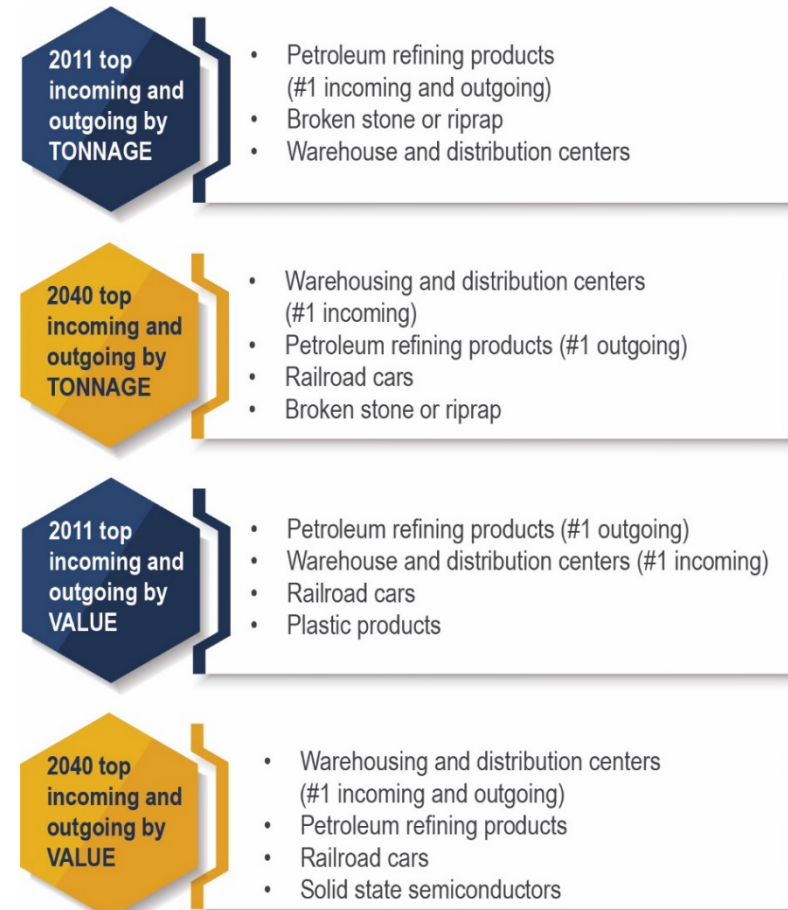 2011 top
incoming and
outgoing by
TONNAGE
• Petroleum refining products
(#1 incoming and outgoing)
• Broken stone or riprap
• Warehouse and distribution centers
2040 top
incoming and
outgoing by
TONNAGE
• Warehousing and distribution centers
(#1 incoming)
• Petroleum refining products (#1 outgoing)
• Railroad cars
• Broken stone or riprap
2011 top
incoming and
outgoing by
VALUE
• Petroleum refining products (#1 outgoing)
• Warehouse and distribution centers (#1 incoming)
• Railroad cars
• Plastic products
2040 top
incoming and
outgoing by
VALUE
• Warehousing and distribution centers
(#1 incoming and outgoing)
• Petroleum refining products
• Railroad cars
• Solid state semiconductors